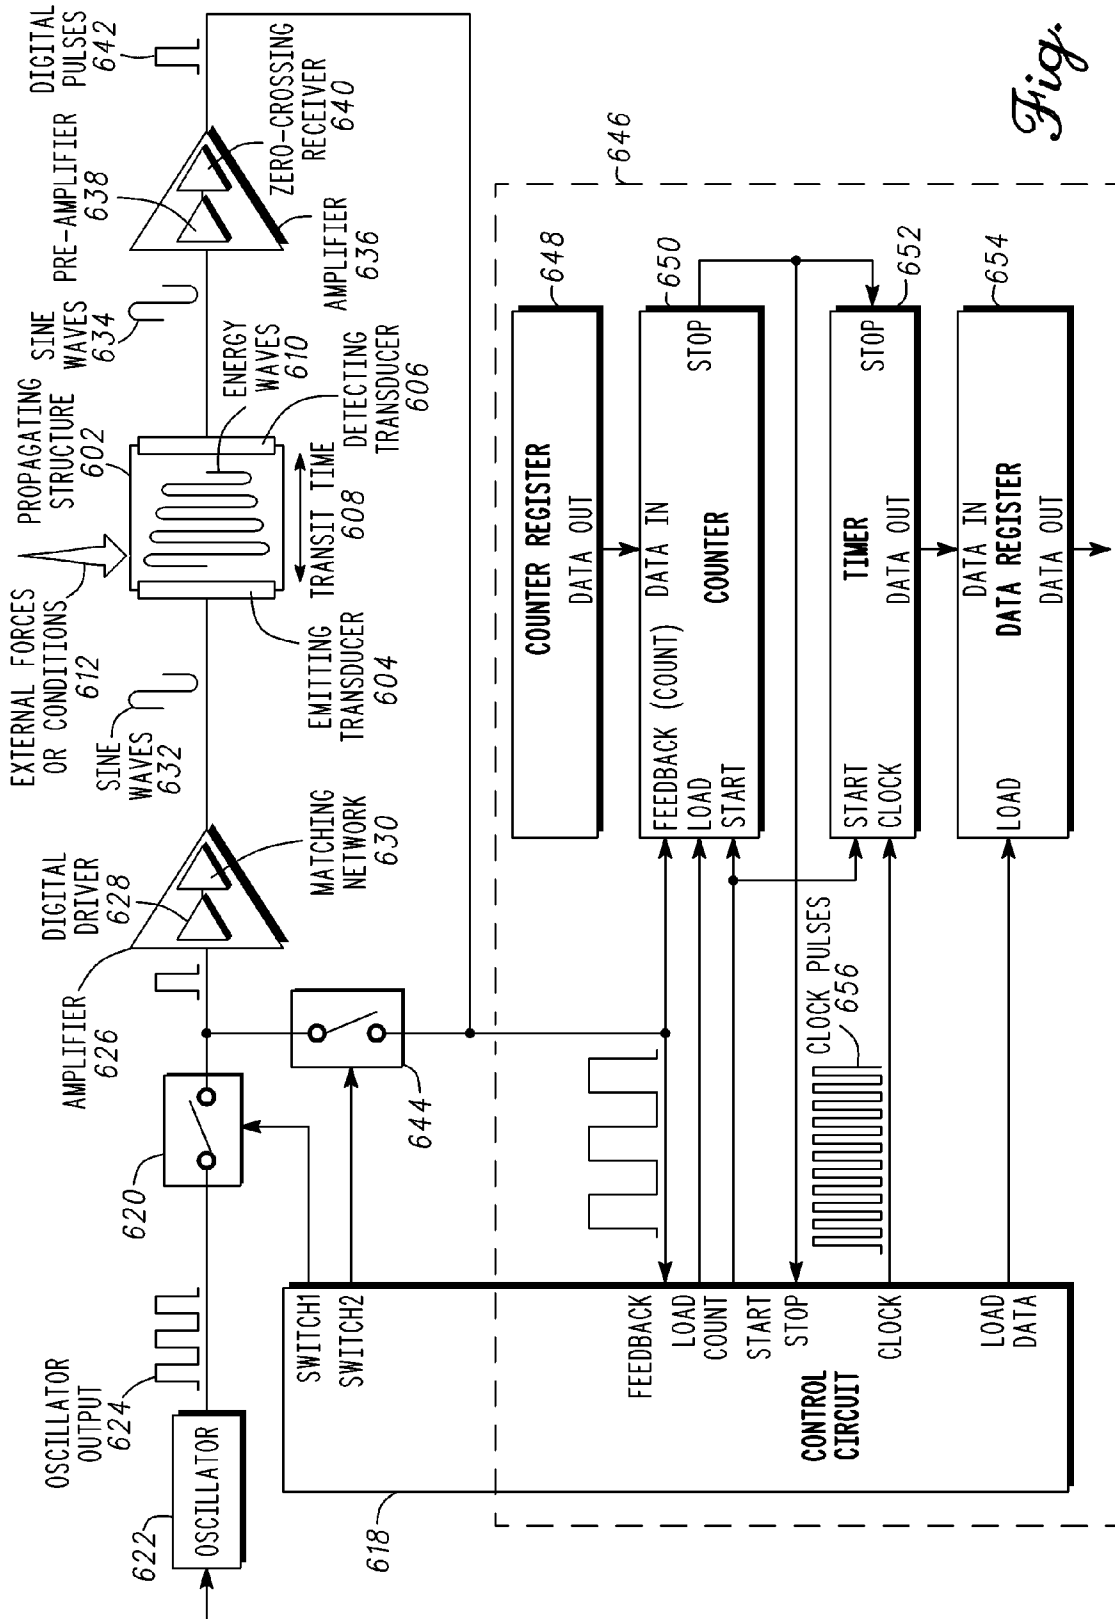 OSCILLATOR
OUTPUT
624
622
OSCILLATOR
620
AMPLIFIER
626
DIGITAL
DRIVER
628
MATCHING
NETWORK
630
644
EXTERNAL FORCES
OR CONDITIONS
612
SINE
WAVES
632
EMITTING
TRANSDUCER
604
PROPAGATING
STRUCTURE
602
TRANSIT TIME
608
ENERGY
WAVES
610
DETECTING
TRANSDUCER
606
SINE
WAVES
634
PRE-AMPLIFIER
638
AMPLIFIER
636
ZERO-CROSSING
RECEIVER
640
DIGITAL
PULSES
642
618
SWITCH1
SWITCH2
FEEDBACK
LOAD
COUNT
START
STOP
CLOCK
LOAD
DATA
CONTROL
CIRCUIT
CLOCK PULSES
656
646
648
COUNTER REGISTER
DATA OUT
650
FEEDBACK (COUNT)
LOAD
START
DATA IN
COUNTER
STOP
652
START
CLOCK
TIMER
DATA OUT
STOP
654
LOAD
DATA IN
DATA REGISTER
DATA OUT
Fig.